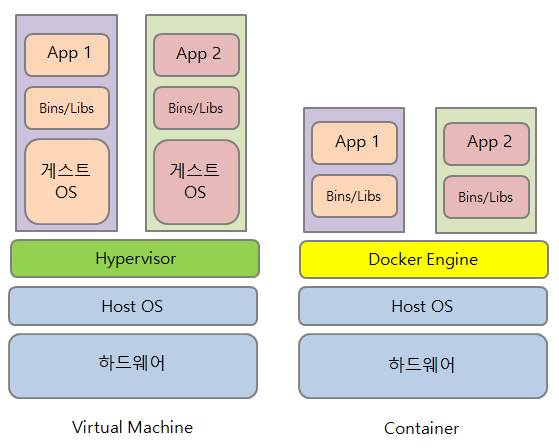 App 1
Bins/Libs
게스트
OS
App 2
Bins/Libs
게스트
OS
Hypervisor
Host OS
하드웨어
Virtual Machine
App 1
Bins/Libs
App 2
Bins/Libs
Docker Engine
Host OS
하드웨어
Container